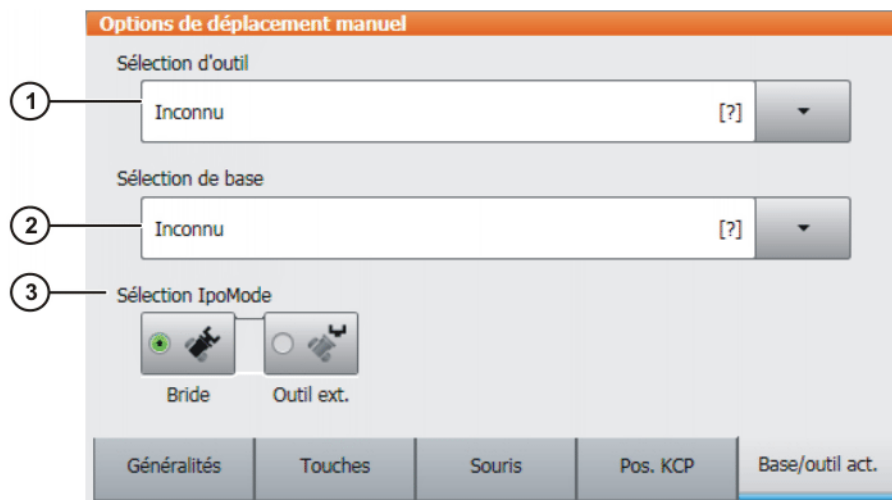 Options de déplacement manuel
Sélection d'outil
1
Inconnu [?]
Sélection de base
2
Inconnu [?]
3
Sélection IpoMode
Bride Outil ext.
Généralités Touches Souris Pos. KCP Base/outil act.